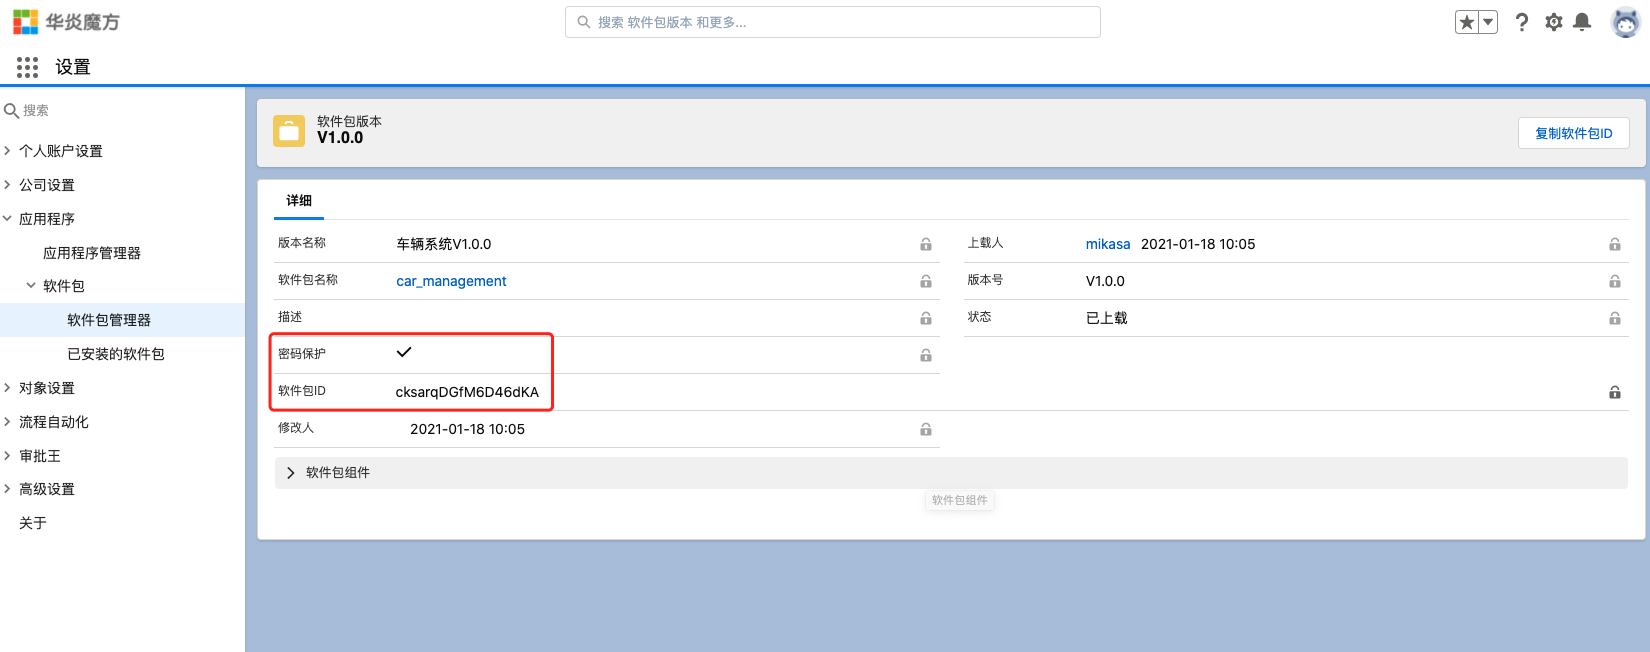 华炎魔方
搜索 软件包版本 和更多...
设置
搜索
个人账户设置
公司设置
应用程序
应用程序管理器
软件包
软件包管理器
已安装的软件包
对象设置
流程自动化
审批王
高级设置
关于
软件包版本
V1.0.0
复制软件包ID
详细
版本名称 车辆系统V1.0.0
上载人 mikasa 2021-01-18 10:05
软件包名称 car_management
版本号 V1.0.0
描述
状态 已上载
密码保护
软件包ID cksarqDGfM6D46dKA
修改人 2021-01-18 10:05
软件包组件
软件包组件